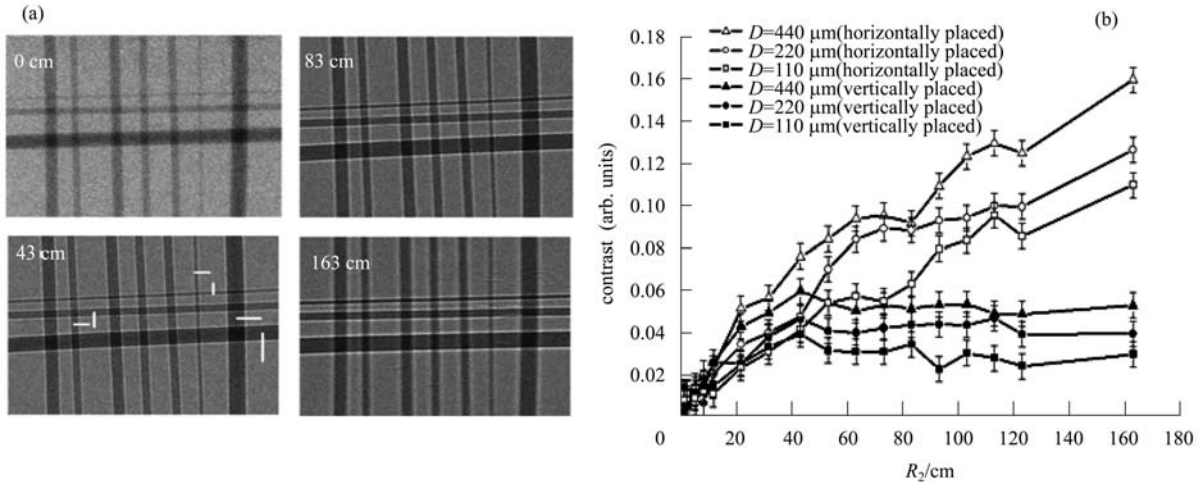 (a)
0 cm
83 cm
43 cm
163 cm
(b)
D=440 μm(horizontally placed)
D=220 μm(horizontally placed)
D=110 μm(horizontally placed)
D=440 μm(vertically placed)
D=220 μm(vertically placed)
D=110 μm(vertically placed)
0.18
0.16
0.14
0.12
0.10
0.08
0.06
0.04
0.02
contrast (arb. units)
0 20 40 60 80 100 120 140 160 180
R₂/cm